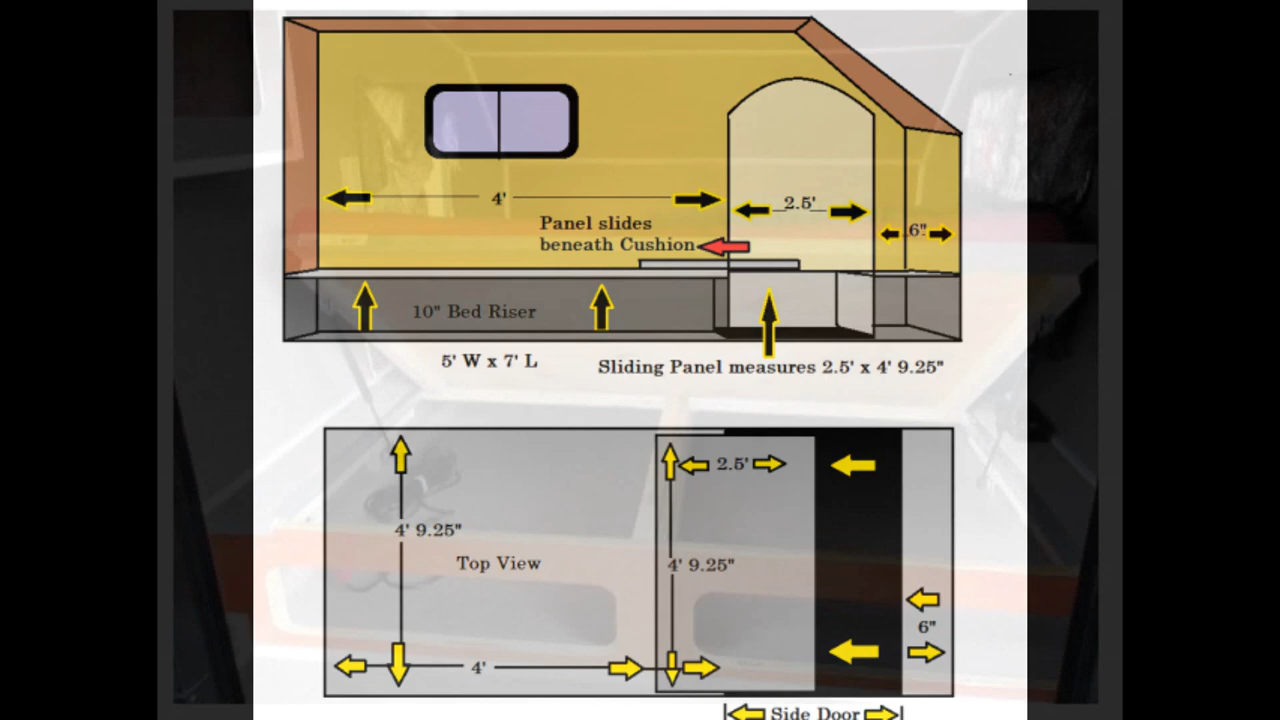 4'
2.5'
6"
Panel slides
beneath Cushion
10" Bed Riser
5' W x 7' L
Sliding Panel measures 2.5' x 4' 9.25"
2.5'
4' 9.25"
4' 9.25"
Top View
6"
4'
Side Door